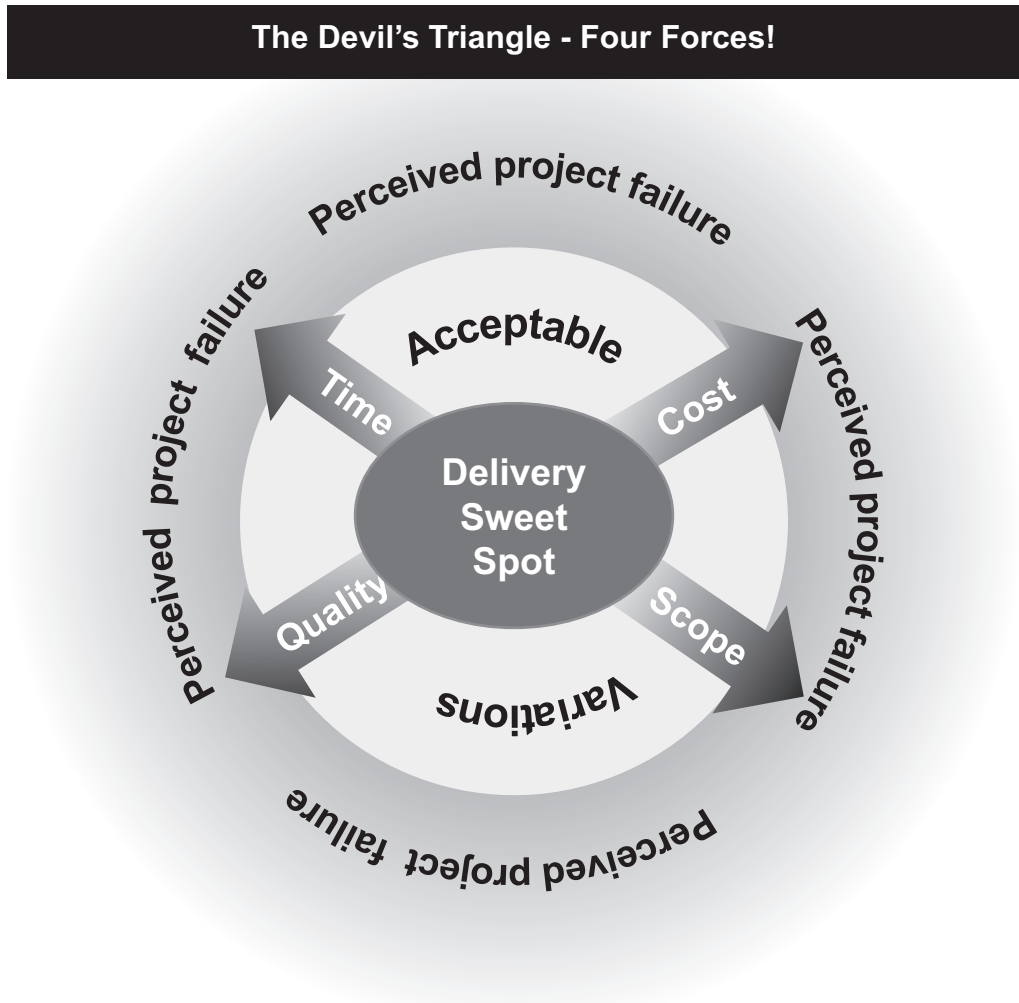 The Devil’s Triangle - Four Forces!
Perceived project failure
Perceived project failure
Perceived project failure
Acceptable
Time
Cost
Delivery
Sweet
Spot
Quality
Scope
Variations
Perceived project failure